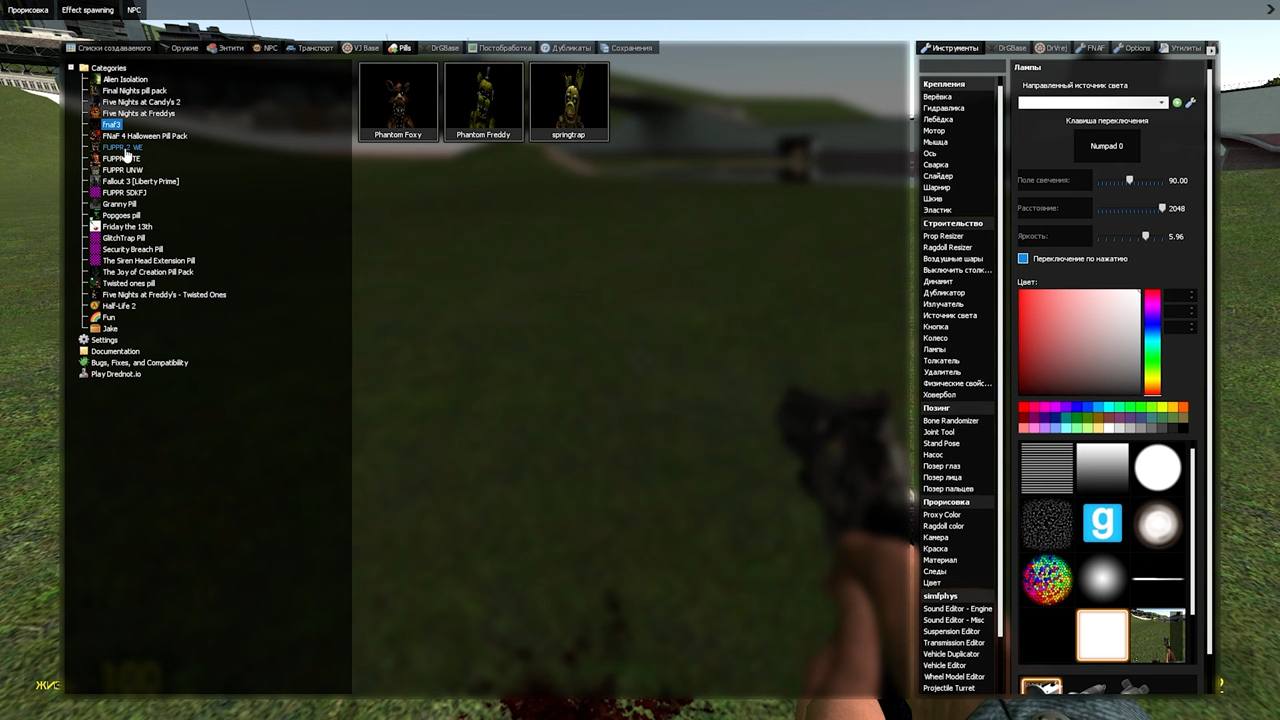 Прорисовка Effect spawning NPC
Списки создаваемого Оружие Энтити NPC Транспорт VJ Base Pills DrGBase Постобработка Дубликаты Сохранения
Categories
Alien Isolation
Final Nights pill pack
Five Nights at Candy's 2
Five Nights at Freddys
fnaf3
FNaF 4 Halloween Pill Pack
FUPPR 2 WE
FUPPR
FUPPR UNW
Fallout 3 [Liberty Prime]
FUPPR SDKFJ
Granny Pill
Popgoes pill
Friday the 13th
GlitchTrap Pill
Security Breach Pill
The Siren Head Extension Pill
The Joy of Creation Pill Pack
Twisted ones pill
Five Nights at Freddy's - Twisted Ones
Half-Life 2
Fun
Jake
Settings
Documentation
Bugs, Fixes, and Compatibility
Play Drednot.io
Phantom Foxy Phantom Freddy springtrap
Инструменты DrGBase DrVrej FNAF Options Утилиты
Крепления
Верёвка
Гидравлика
Лебёдка
Мотор
Мышца
Ось
Сварка
Слайдер
Шарнир
Шкив
Эластик
Строительство
Prop Resizer
Ragdoll Resizer
Воздушные шары
Выключить столк...
Динамит
Дубликатор
Излучатель
Источник света
Кнопка
Колесо
Лампы
Толкатель
Удалитель
Физические свойс...
Ховербол
Позинг
Bone Randomizer
Joint Tool
Stand Pose
Насос
Позер глаз
Позер лица
Позер пальцев
Прорисовка
Proxy Color
Ragdoll color
Камера
Краска
Материал
Следы
Цвет
simfphys
Sound Editor - Engine
Sound Editor - Misc
Suspension Editor
Transmission Editor
Vehicle Duplicator
Vehicle Editor
Wheel Model Editor
Projectile Turret
Лампы
Направленный источник света
Клавиша переключения
Numpad 0
Поле свечения: 90.00
Расстояние: 2048
Яркость: 5.96
Переключение по нажатию
Цвет:
g